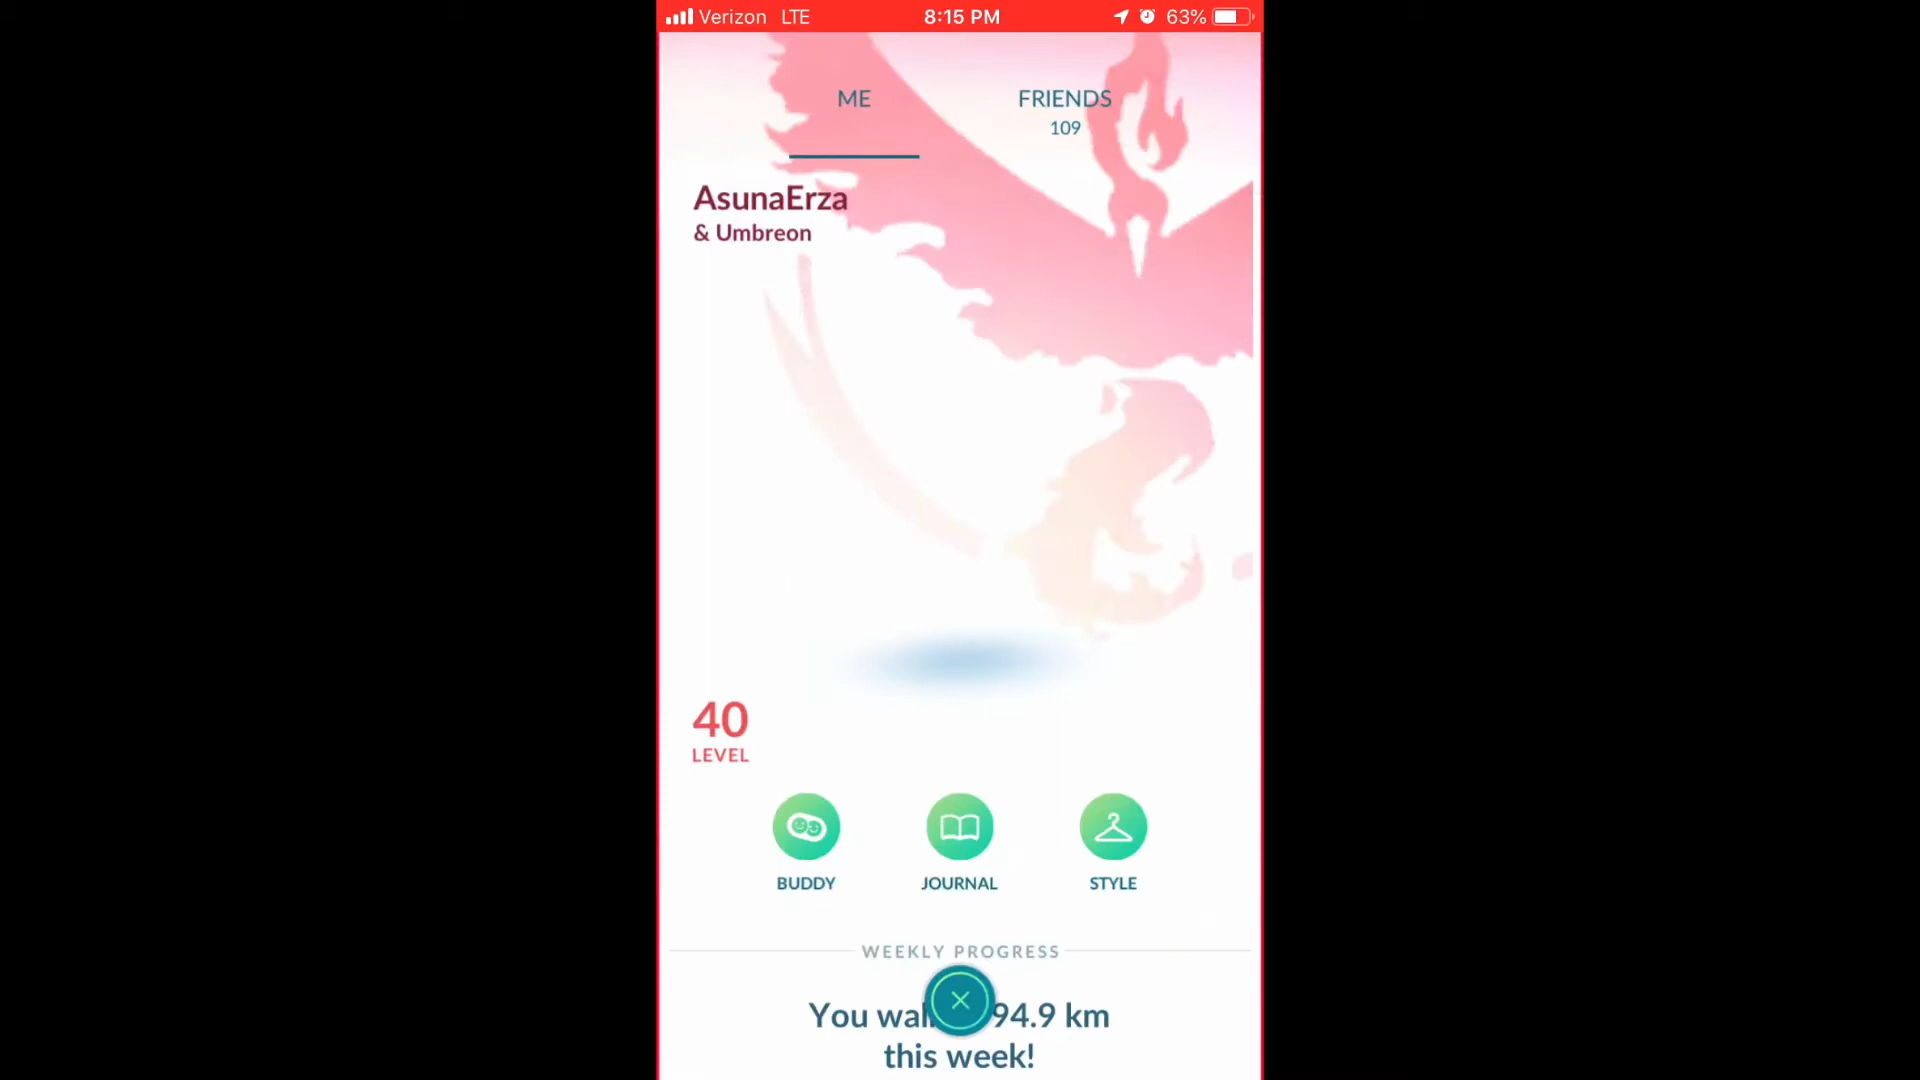 Verizon LTE 8:15 PM 63%
ME FRIENDS
109
AsunaErza
& Umbreon
40
LEVEL
BUDDY JOURNAL STYLE
WEEKLY PROGRESS
You 94.9 km
this week!